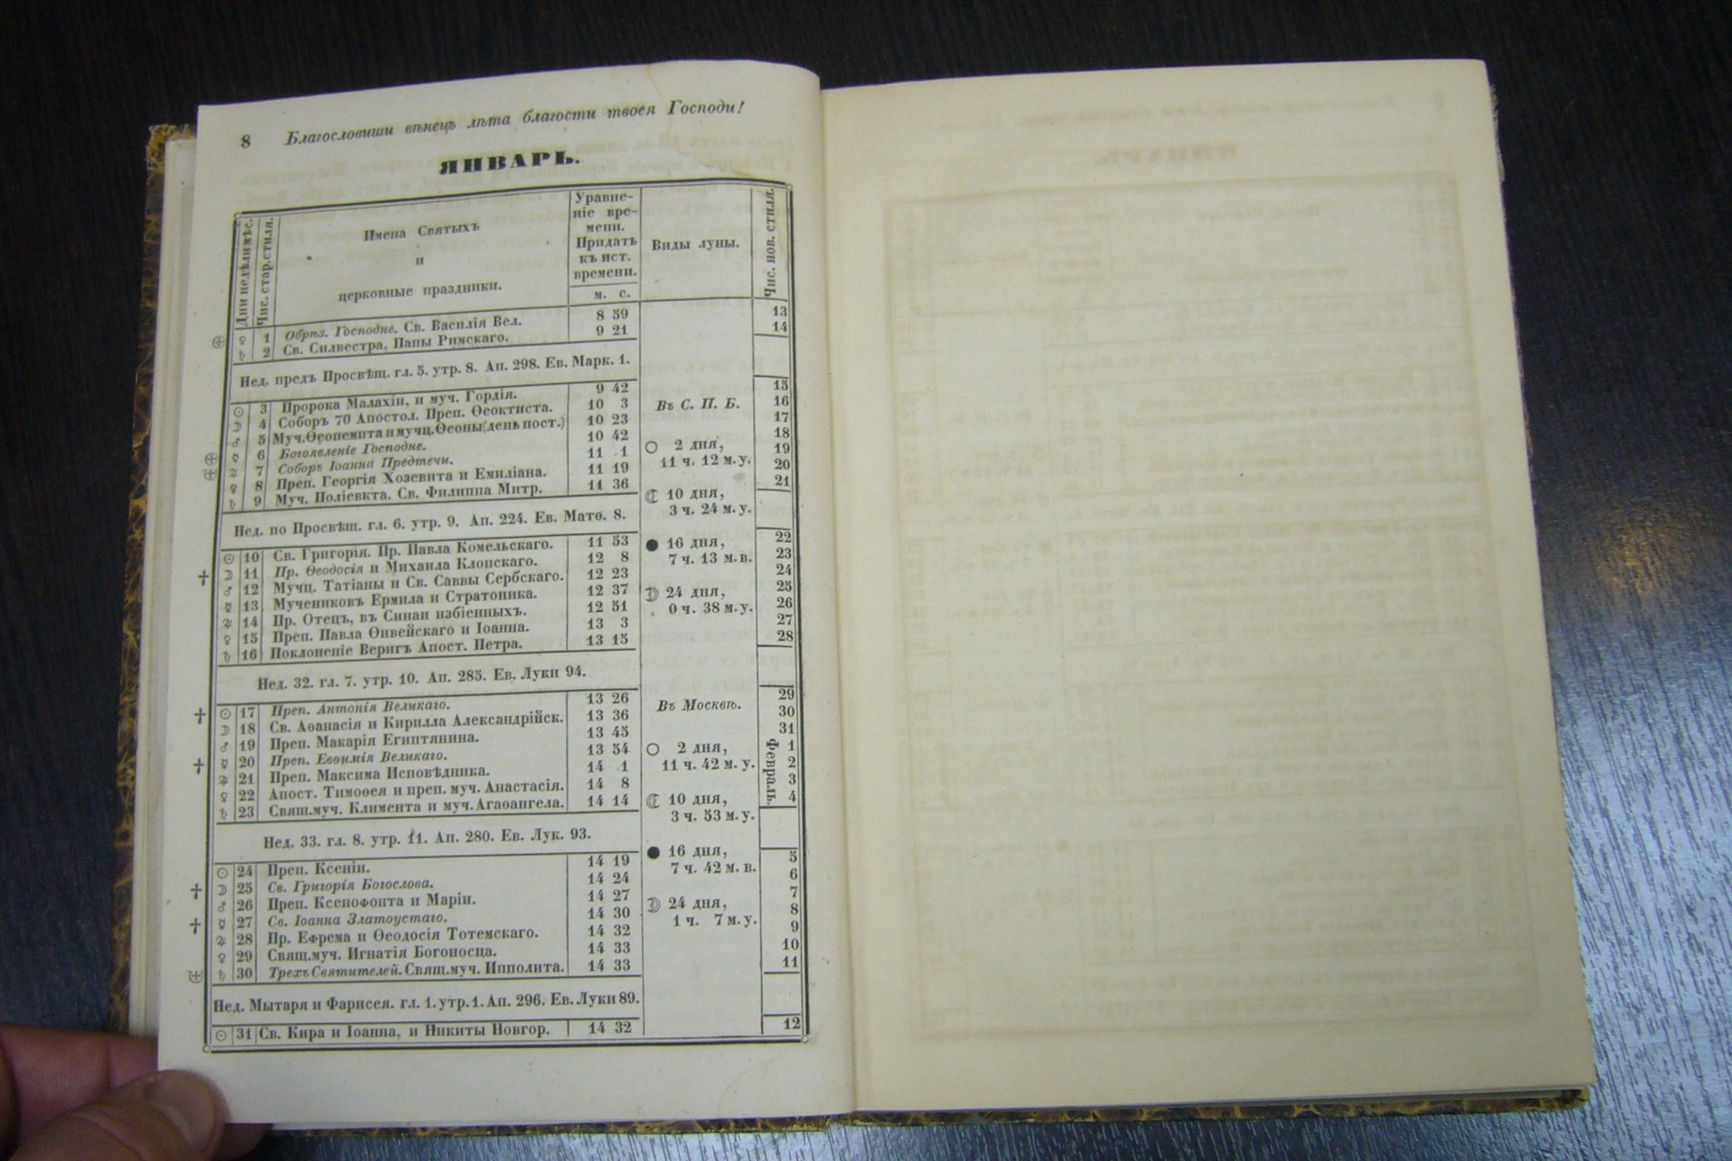 8 Благословиши вѣнецъ лѣта благости твоея Господи!
ЯНВАРЬ.
Дни недѣли мѣс.
Чис. стар. стиля.
Имена Святыхъ
и
церковные праздники.
Уравне-
ніе вре-
мени.
Придать
къ ист.
времени.
м. с.
Виды луны.
Чис. нов. стиля.
♀ 1 Обрѣз. Господне. Св. Василія Вел. 8 59 13
♄ 2 Св. Силвестра, Папы Римскаго. 9 21 14
Нед. предъ Просвѣщ. гл. 5. утр. 8. Ап. 298. Ев. Марк. 1.
☉ 3 Пророка Малахіи, и муч. Гордія. 9 42 15
☽ 4 Соборъ 70 Апостол. Преп. Ѳеоктиста. 10 3 16
♂ 5 Муч. Ѳеопемпта и мучц. Ѳеоны (день пост.) 10 23 17
☿ 6 Богоявленіе Господне. 10 42 18
♃ 7 Соборъ Іоанна Предтечи. 11 1 19
♀ 8 Преп. Георгія Хозевита и Емиліана. 11 19 20
♄ 9 Муч. Поліевкта. Св. Филиппа Митр. 11 36 21
Нед. по Просвѣщ. гл. 6. утр. 9. Ап. 224. Ев. Матѳ. 8.
☉ 10 Св. Григорія. Пр. Павла Комельскаго. 11 53 22
☽ 11 Пр. Ѳеодосія и Михаила Клопскаго. 12 8 23
♂ 12 Мучц. Татіаны и Св. Саввы Сербскаго. 12 23 24
☿ 13 Мучениковъ Ермила и Стратоника. 12 37 25
♃ 14 Пр. Отецъ, въ Синаи избіенныхъ. 12 51 26
♀ 15 Преп. Павла Ѳивейскаго и Іоанна. 13 3 27
♄ 16 Поклоненіе Веригъ Апост. Петра. 13 15 28
Нед. 32. гл. 7. утр. 10. Ап. 285. Ев. Луки 94.
☉ 17 Преп. Антонія Великаго. 13 26 29
☽ 18 Св. Аѳанасія и Кирилла Александрійск. 13 36 30
♂ 19 Преп. Макарія Египтянина. 13 45 31
☿ 20 Преп. Евѳимія Великаго. 13 54 1
♃ 21 Преп. Максима Исповѣдника. 14 1 2
♀ 22 Апост. Тимоѳея и преп. муч. Анастасія. 14 8 3
♄ 23 Свящ.муч. Климента и муч. Агаѳангела. 14 14 4
Февраль.
Нед. 33. гл. 8. утр. 11. Ап. 280. Ев. Лук. 93.
☉ 24 Преп. Ксеніи. 14 19 5
☽ 25 Св. Григорія Богослова. 14 24 6
♂ 26 Преп. Ксенофонта и Маріи. 14 27 7
☿ 27 Св. Іоанна Златоустаго. 14 30 8
♃ 28 Пр. Ефрема и Ѳеодосія Тотемскаго. 14 32 9
♀ 29 Свящ.муч. Игнатія Богоносца. 14 33 10
♄ 30 Трехъ Святителей. Свящ.муч. Ипполита. 14 33 11
Нед. Мытаря и Фарисея. гл. 1. утр. 1. Ап. 296. Ев. Луки 89.
☉ 31 Св. Кира и Іоанна, и Никиты Новгор. 14 32 12
Въ С. П. Б.
2 дня,
11 ч. 12 м. у.
10 дня,
3 ч. 24 м. у.
16 дня,
7 ч. 13 м. в.
24 дня,
0 ч. 38 м. у.
Въ Москвѣ.
2 дня,
11 ч. 42 м. у.
10 дня,
3 ч. 53 м. у.
16 дня,
7 ч. 42 м. в.
24 дня,
1 ч. 7 м. у.